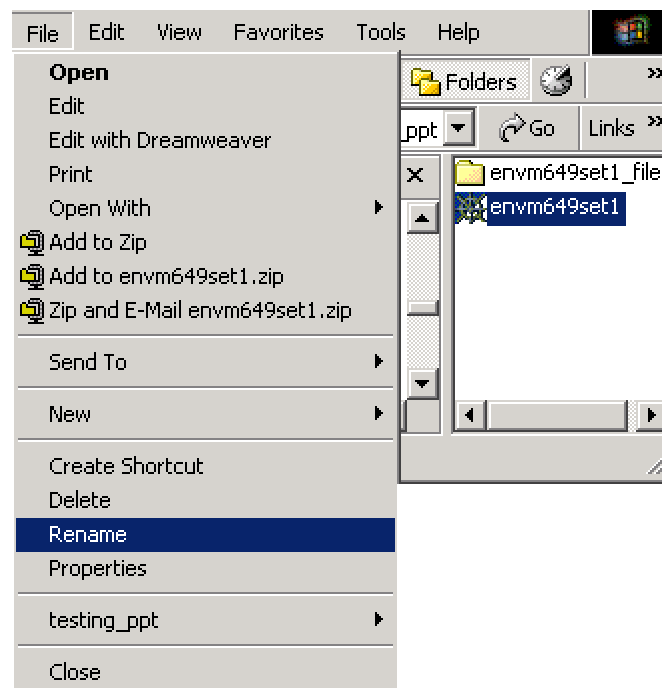 File Edit View Favorites Tools Help
Open
Edit
Edit with Dreamweaver
Print
Open With
Add to Zip
Add to envm649set1.zip
Zip and E-Mail envm649set1.zip
Send To
New
Create Shortcut
Delete
Rename
Properties
testing_ppt
Close
Folders
_ppt Go Links
envm649set1_file
envm649set1